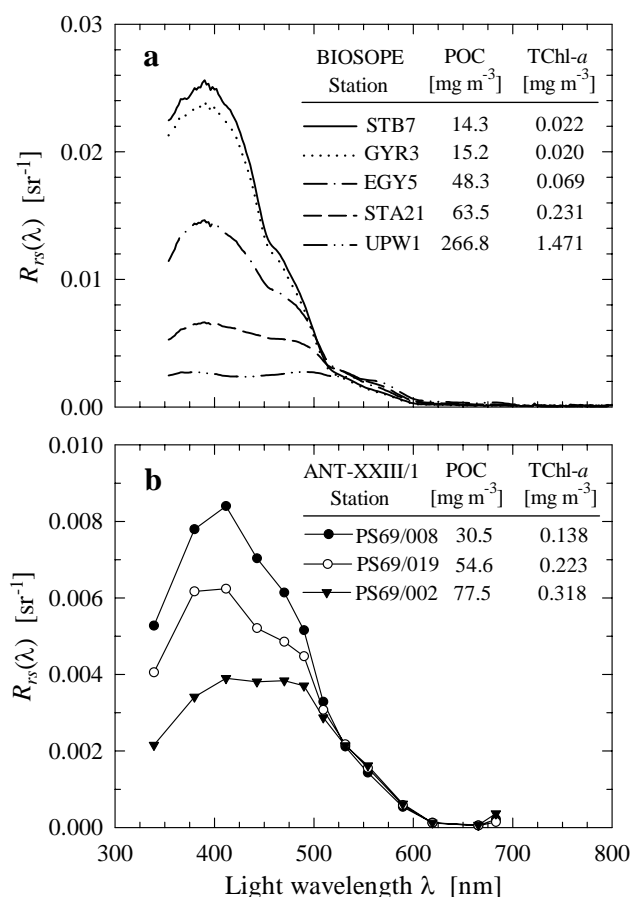 a
BIOSOPE POC TChl-a
Station [mg m-3] [mg m-3]
STB7 14.3 0.022
GYR3 15.2 0.020
EGY5 48.3 0.069
STA21 63.5 0.231
UPW1 266.8 1.471
0.03
0.02
0.01
0.00
Rrs(λ) [sr-1]
b
ANT-XXIII/1 POC TChl-a
Station [mg m-3] [mg m-3]
PS69/008 30.5 0.138
PS69/019 54.6 0.223
PS69/002 77.5 0.318
0.010
0.008
0.006
0.004
0.002
0.000
Rrs(λ) [sr-1]
300 400 500 600 700 800
Light wavelength λ [nm]